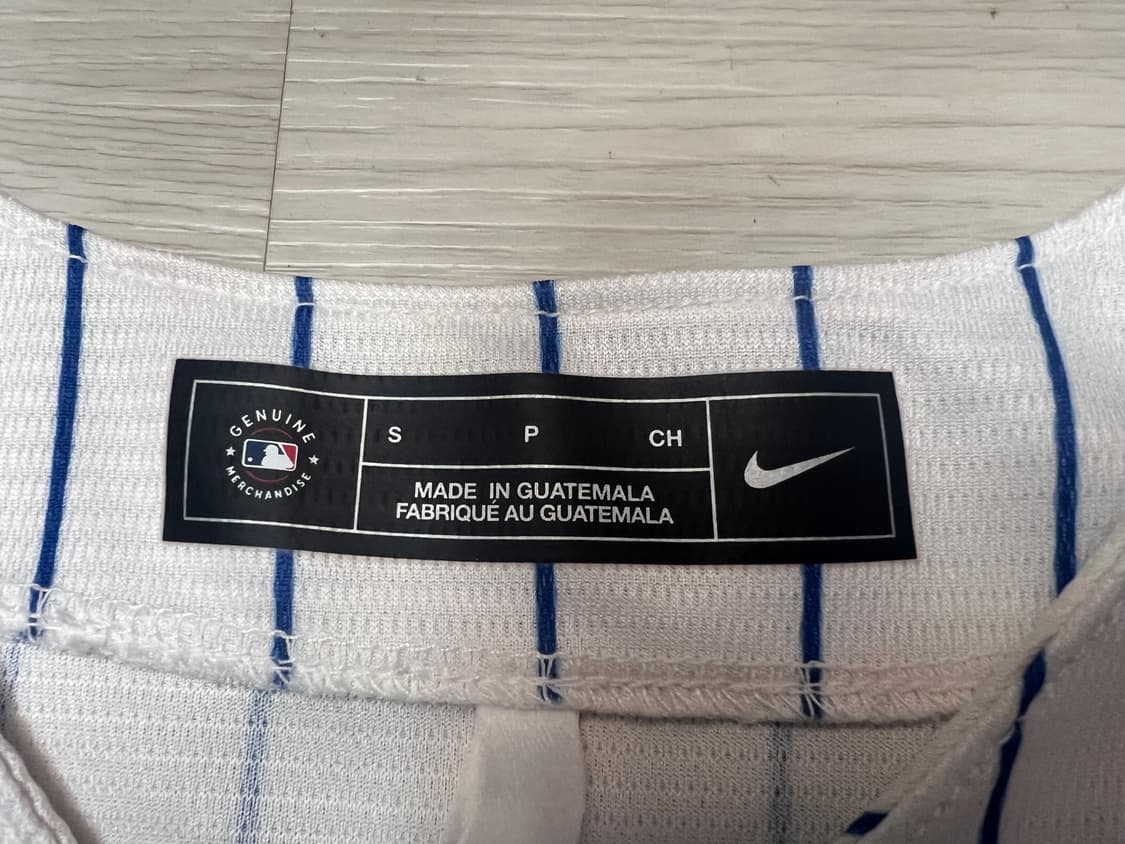 GENUINE
MERCHANDISE
S P CH
MADE IN GUATEMALA
FABRIQUÉ AU GUATEMALA